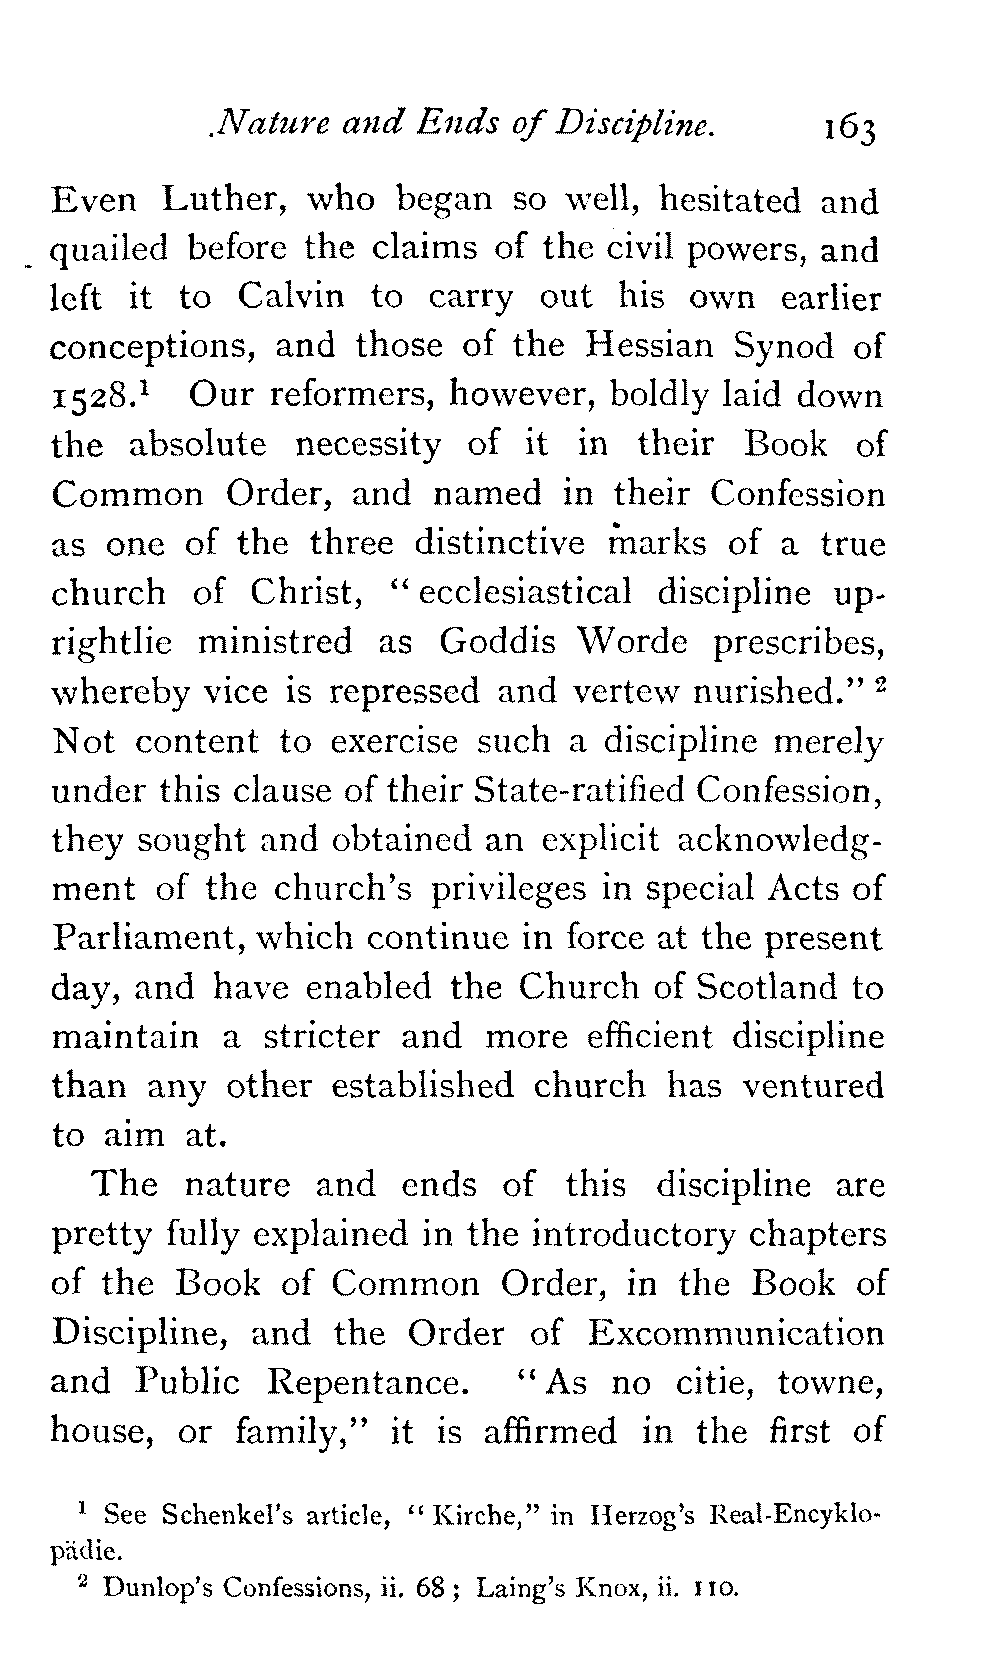 Nature and Ends of Discipline. 163
Even Luther, who began so well, hesitated and
quailed before the claims of the civil powers, and
left it to Calvin to carry out his own earlier
conceptions, and those of the Hessian Synod of
1528.¹ Our reformers, however, boldly laid down
the absolute necessity of it in their Book of
Common Order, and named in their Confession
as one of the three distinctive marks of a true
church of Christ, “ecclesiastical discipline up-
rightlie ministred as Goddis Worde prescribes,
whereby vice is repressed and vertew nurished.” ²
Not content to exercise such a discipline merely
under this clause of their State-ratified Confession,
they sought and obtained an explicit acknowledg-
ment of the church's privileges in special Acts of
Parliament, which continue in force at the present
day, and have enabled the Church of Scotland to
maintain a stricter and more efficient discipline
than any other established church has ventured
to aim at.
The nature and ends of this discipline are
pretty fully explained in the introductory chapters
of the Book of Common Order, in the Book of
Discipline, and the Order of Excommunication
and Public Repentance. “As no citie, towne,
house, or family,” it is affirmed in the first of
¹ See Schenkel's article, “Kirche,” in Herzog's Real-Encyklo-
pädie.
² Dunlop's Confessions, ii. 68; Laing's Knox, ii. 110.